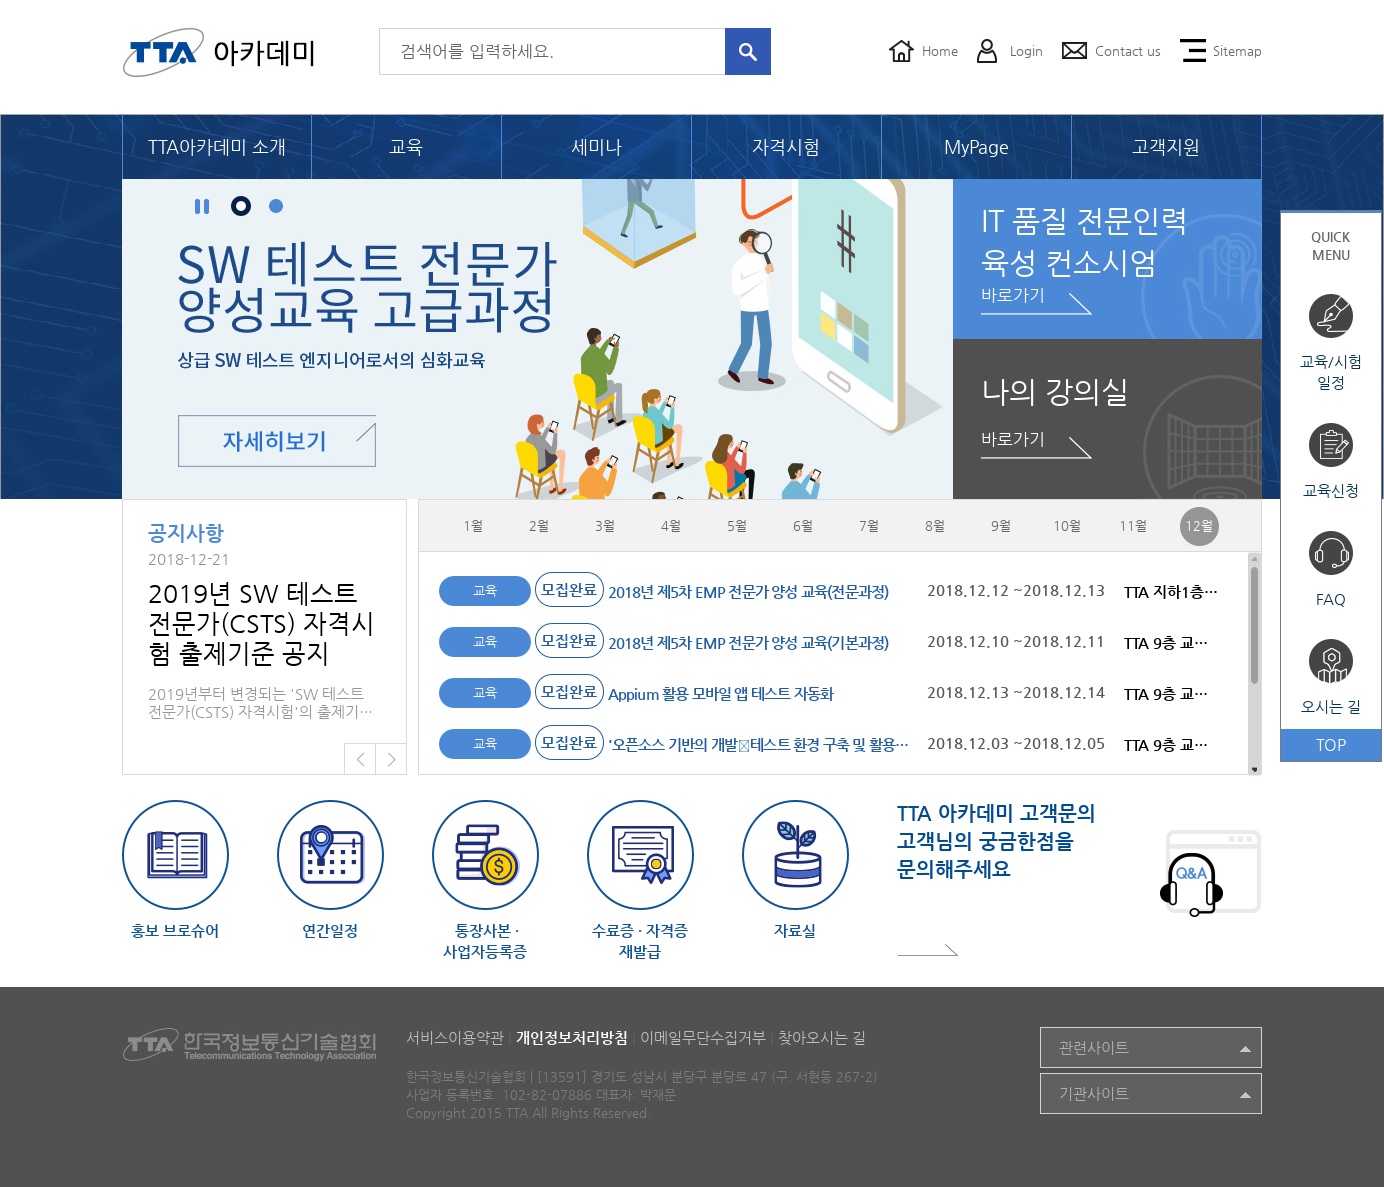 TTA 아카데미
검색어를 입력하세요.
Home
Login
Contact us
Sitemap
TTA아카데미 소개
교육
세미나
자격시험
MyPage
고객지원
SW 테스트 전문가
양성교육 고급과정
상급 SW 테스트 엔지니어로서의 심화교육
자세히보기
IT 품질 전문인력
육성 컨소시엄
바로가기
나의 강의실
바로가기
QUICK
MENU
교육/시험
일정
교육신청
FAQ
오시는 길
TOP
공지사항
2018-12-21
2019년 SW 테스트
전문가(CSTS) 자격시
험 출제기준 공지
2019년부터 변경되는 'SW 테스트
전문가(CSTS) 자격시험'의 출제기…
1월 2월 3월 4월 5월 6월 7월 8월 9월 10월 11월 12월
교육 모집완료 2018년 제5차 EMP 전문가 양성 교육(전문과정) 2018.12.12 ~2018.12.13 TTA 지하1층…
교육 모집완료 2018년 제5차 EMP 전문가 양성 교육(기본과정) 2018.12.10 ~2018.12.11 TTA 9층 교…
교육 모집완료 Appium 활용 모바일 앱 테스트 자동화 2018.12.13 ~2018.12.14 TTA 9층 교…
교육 모집완료 '오픈소스 기반의 개발 테스트 환경 구축 및 활용… 2018.12.03 ~2018.12.05 TTA 9층 교…
홍보 브로슈어
연간일정
통장사본 ·
사업자등록증
수료증 · 자격증
재발급
자료실
TTA 아카데미 고객문의
고객님의 궁금한점을
문의해주세요
Q&A
TTA 한국정보통신기술협회
Telecommunications Technology Association
서비스이용약관 | 개인정보처리방침 | 이메일무단수집거부 | 찾아오시는 길
한국정보통신기술협회 | [13591] 경기도 성남시 분당구 분당로 47 (구. 서현동 267-2)
사업자 등록번호: 102-82-07886 대표자: 박재문
Copyright 2015 TTA All Rights Reserved.
관련사이트
기관사이트